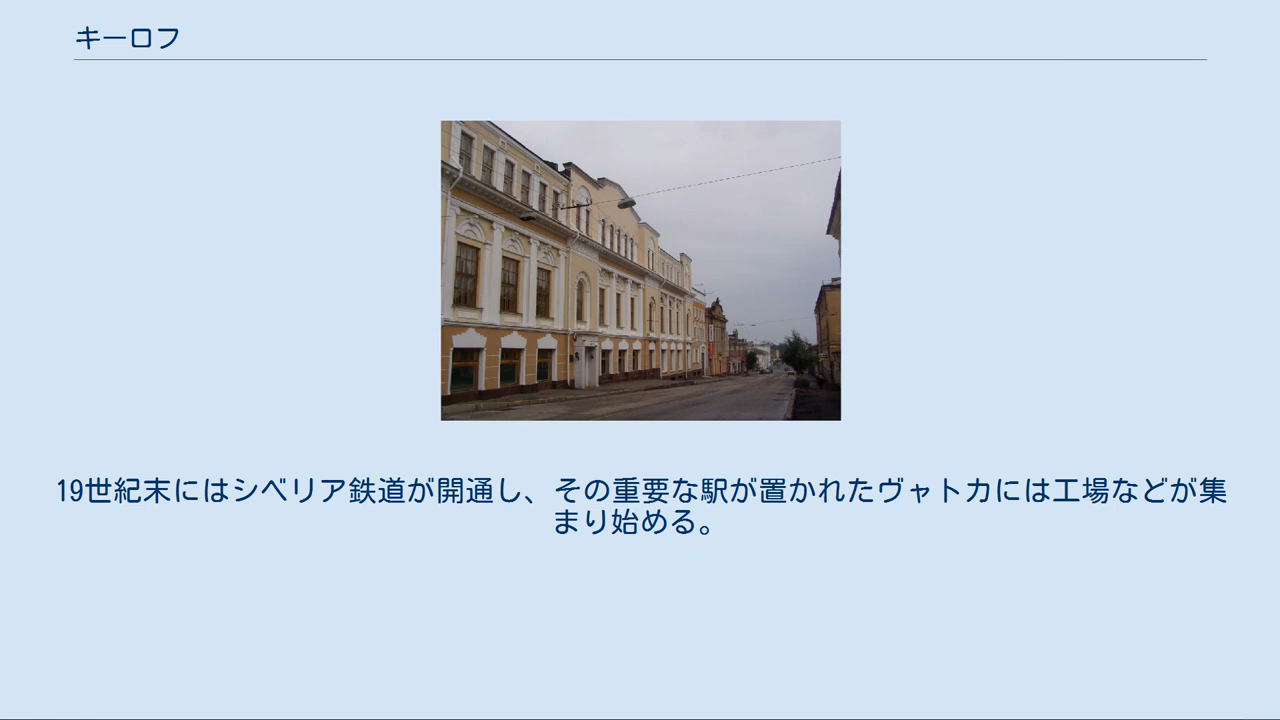 キーロフ
19世紀末にはシベリア鉄道が開通し、その重要な駅が置かれたヴャトカには工場などが集
まり始める。